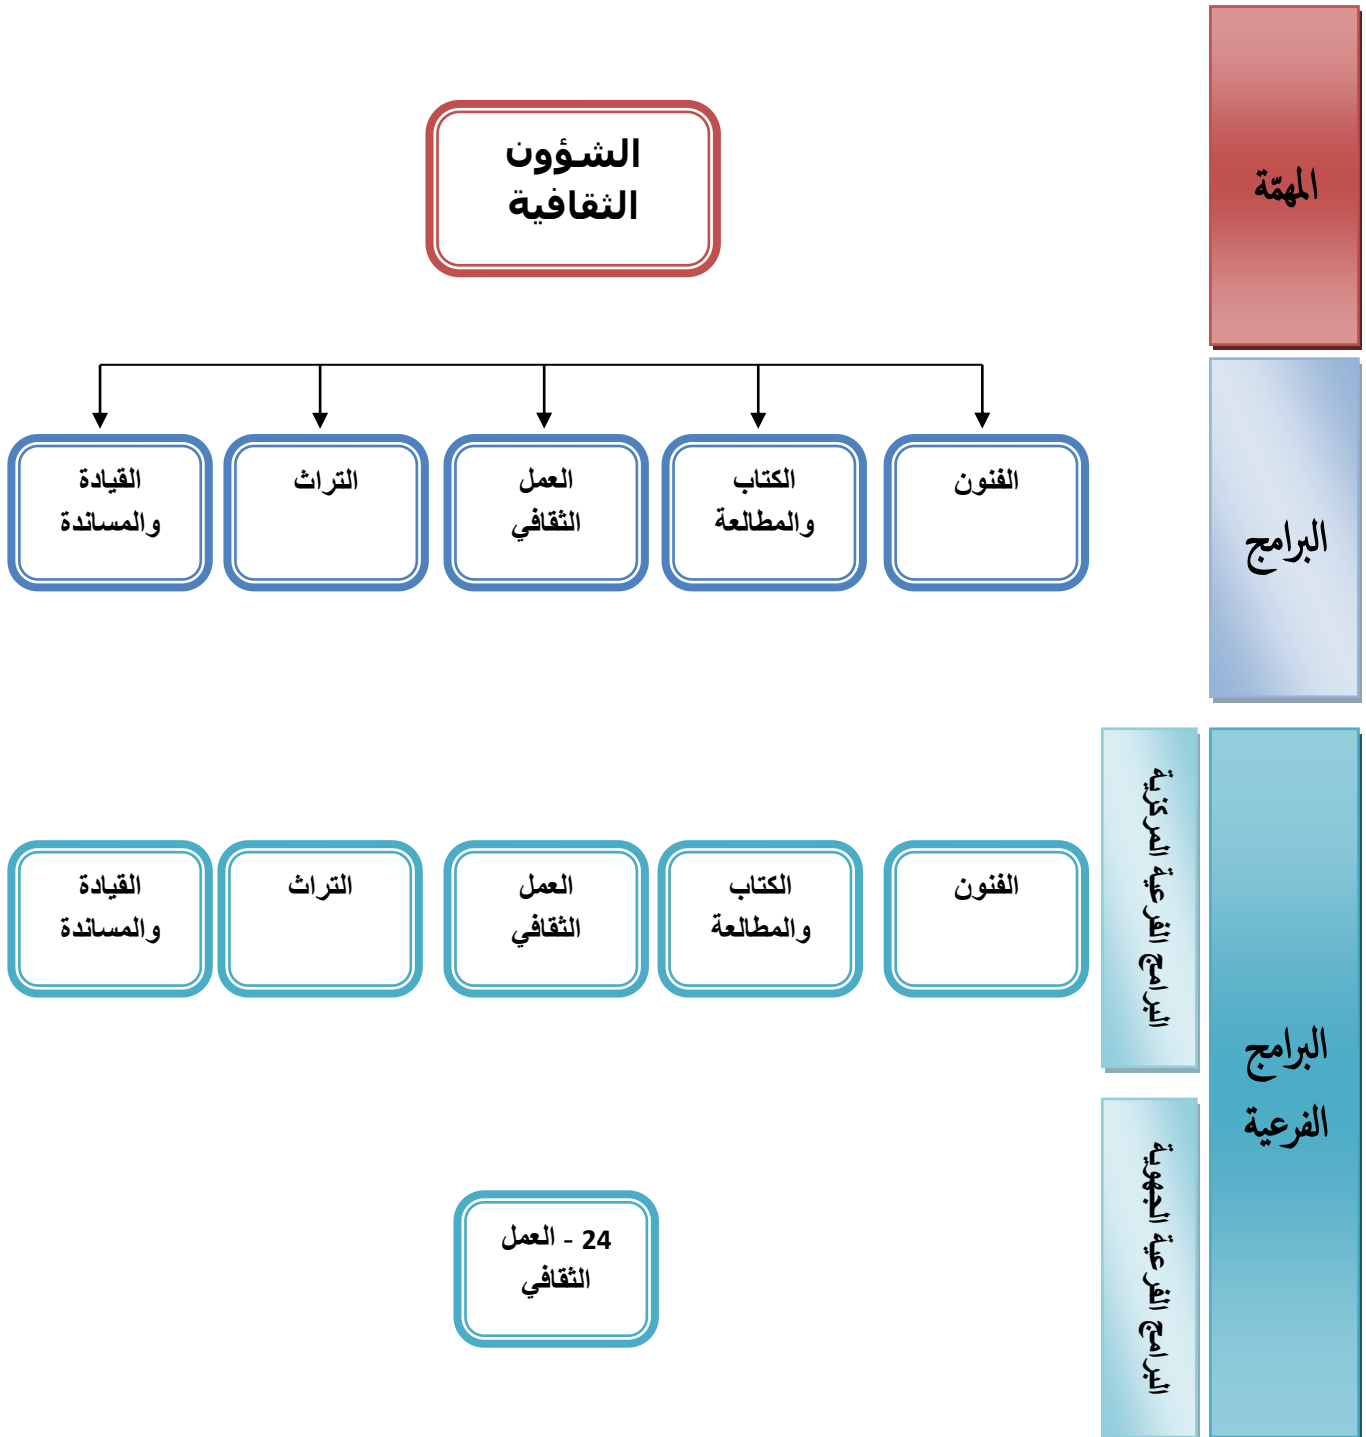 المهمّة
الشؤون
الثقافية
البرامج
الفنون
الكتاب
والمطالعة
العمل
الثقافي
التراث
القيادة
والمساندة
البرامج
الفرعية
البرامج الفرعية المركزية
الفنون
الكتاب
والمطالعة
العمل
الثقافي
التراث
القيادة
والمساندة
البرامج الفرعية الجهوية
24 - العمل
الثقافي